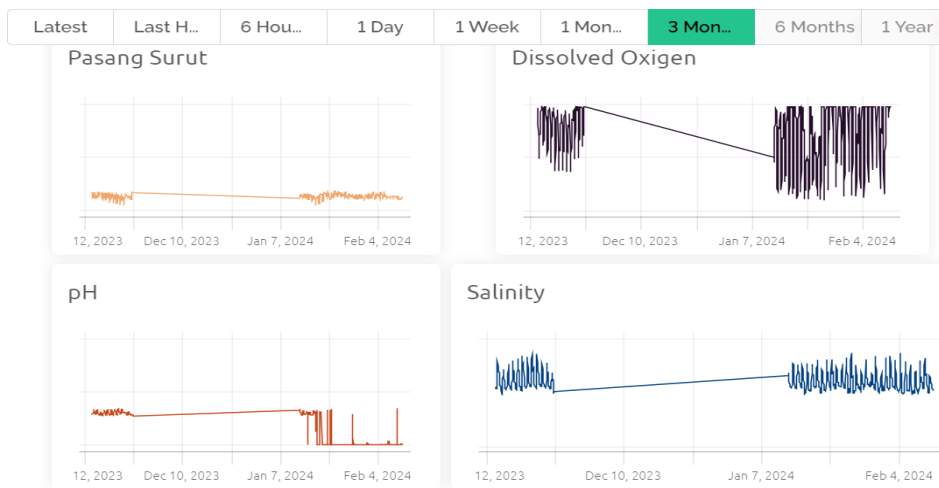 Latest Last H... 6 Hou... 1 Day 1 Week 1 Mon... 3 Mon... 6 Months 1 Year
Pasang Surut
12, 2023 Dec 10, 2023 Jan 7, 2024 Feb 4, 2024
Dissolved Oxigen
12, 2023 Dec 10, 2023 Jan 7, 2024 Feb 4, 2024
pH
12, 2023 Dec 10, 2023 Jan 7, 2024 Feb 4, 2024
Salinity
12, 2023 Dec 10, 2023 Jan 7, 2024 Feb 4, 2024